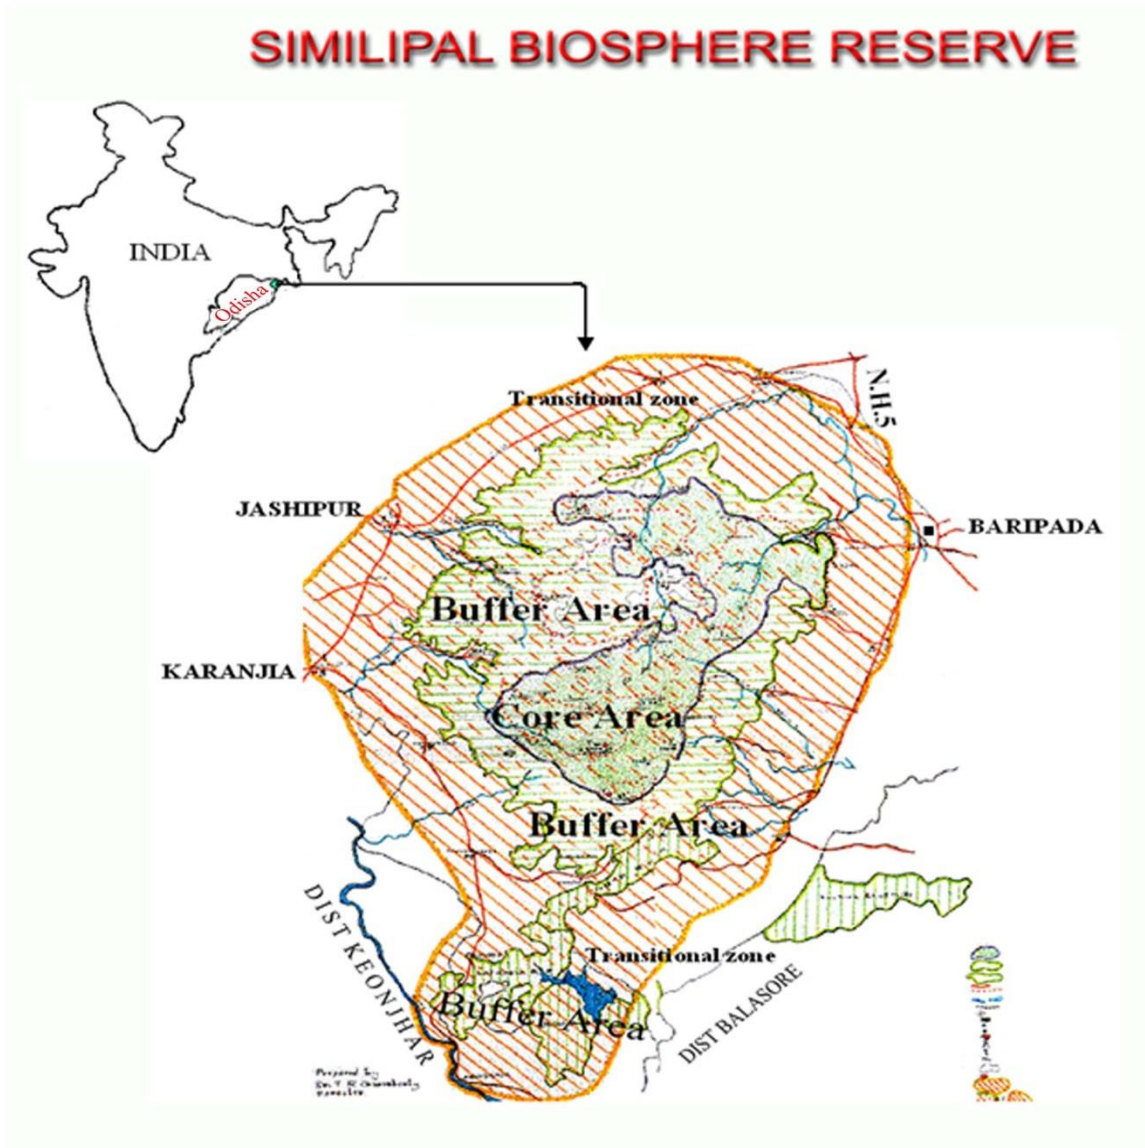 SIMILIPAL BIOSPHERE RESERVE
INDIA
Odisha
Transitional zone
N.H.5
JASHIPUR
BARIPADA
Buffer Area
KARANJIA
Core Area
Buffer Area
DIST KEONJHAR
Transitional zone
Buffer Area
DIST BALASORE
Prepared by